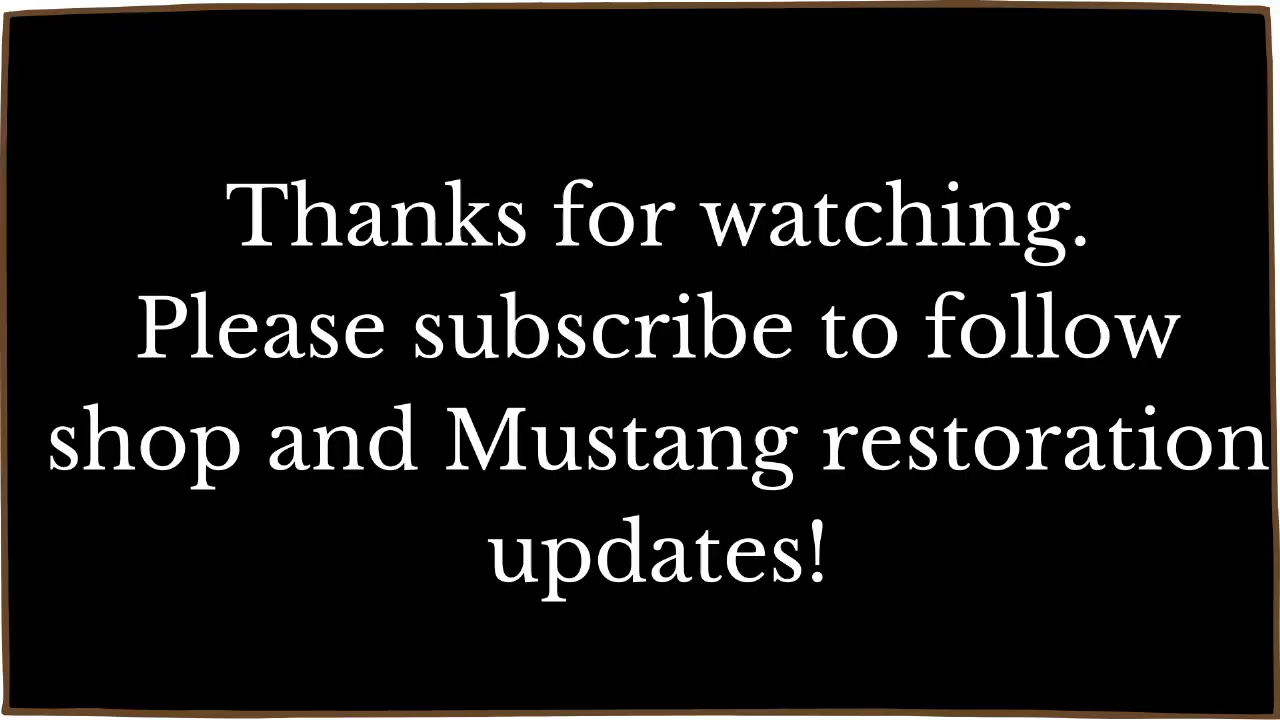 Thanks for watching.
Please subscribe to follow
shop and Mustang restoration
updates!